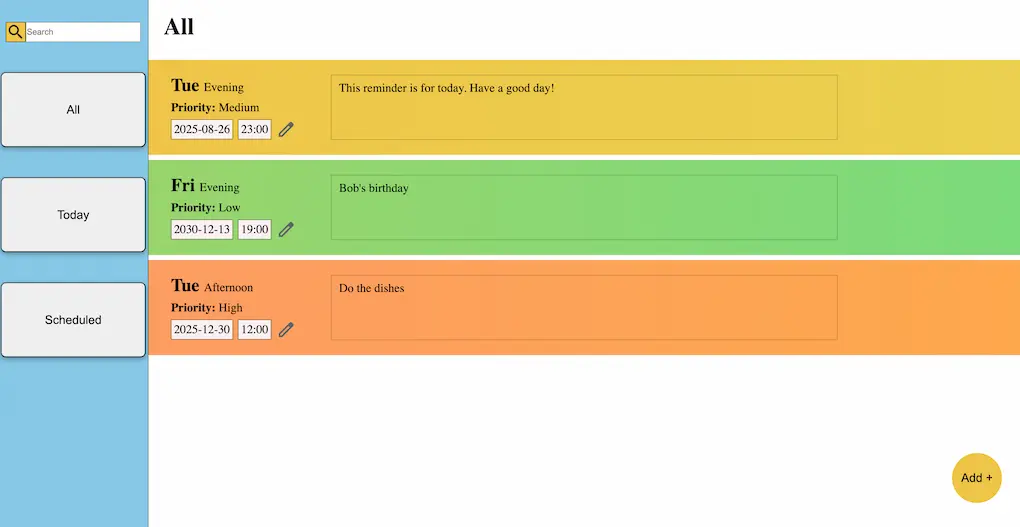 Search
All
Today
Scheduled
All
Tue Evening
Priority: Medium
2025-08-26 23:00
This reminder is for today. Have a good day!
Fri Evening
Priority: Low
2030-12-13 19:00
Bob's birthday
Tue Afternoon
Priority: High
2025-12-30 12:00
Do the dishes
Add +